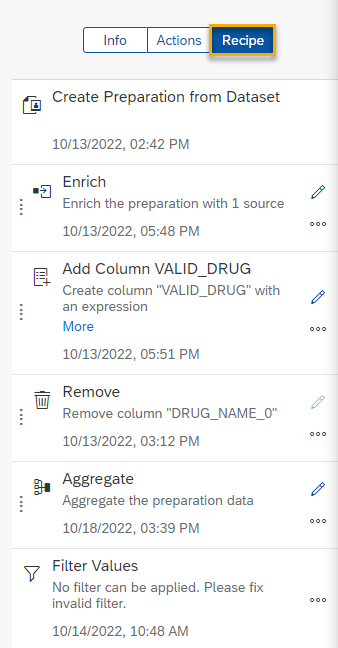 Info Actions Recipe
Create Preparation from Dataset
10/13/2022, 02:42 PM
Enrich
Enrich the preparation with 1 source
10/13/2022, 05:48 PM
Add Column VALID_DRUG
Create column "VALID_DRUG" with
an expression
More
10/13/2022, 05:51 PM
Remove
Remove column "DRUG_NAME_0"
10/13/2022, 03:12 PM
Aggregate
Aggregate the preparation data
10/18/2022, 03:39 PM
Filter Values
No filter can be applied. Please fix
invalid filter.
10/14/2022, 10:48 AM